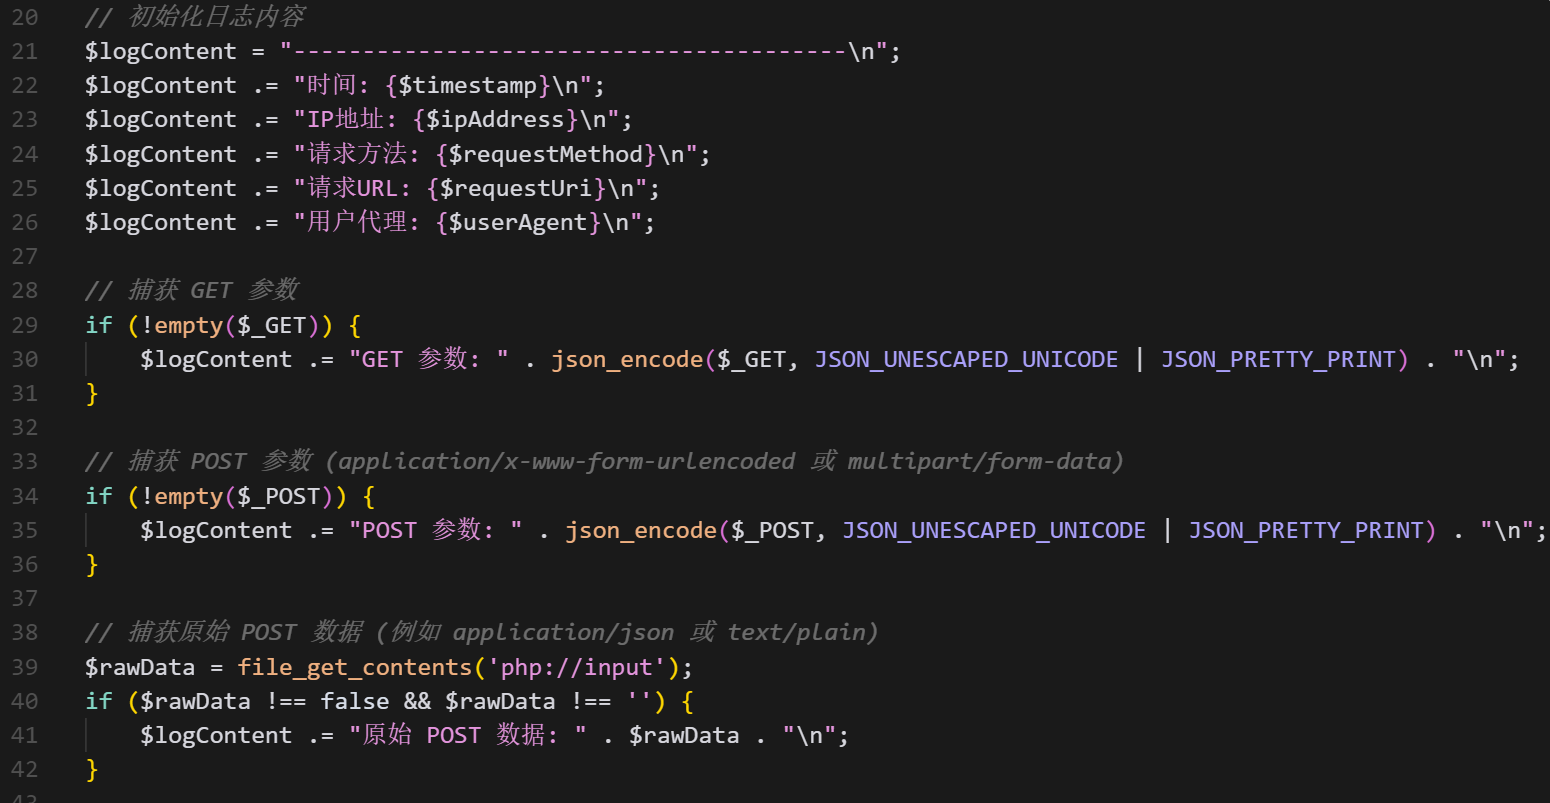 20 // 初始化日志内容
21 $logContent = "----------------------------------------\n";
22 $logContent .= "时间: {$timestamp}\n";
23 $logContent .= "IP地址: {$ipAddress}\n";
24 $logContent .= "请求方法: {$requestMethod}\n";
25 $logContent .= "请求URL: {$requestUri}\n";
26 $logContent .= "用户代理: {$userAgent}\n";
27
28 // 捕获 GET 参数
29 if (!empty($_GET)) {
30     $logContent .= "GET 参数: " . json_encode($_GET, JSON_UNESCAPED_UNICODE | JSON_PRETTY_PRINT) . "\n";
31 }
32
33 // 捕获 POST 参数 (application/x-www-form-urlencoded 或 multipart/form-data)
34 if (!empty($_POST)) {
35     $logContent .= "POST 参数: " . json_encode($_POST, JSON_UNESCAPED_UNICODE | JSON_PRETTY_PRINT) . "\n";
36 }
37
38 // 捕获原始 POST 数据 (例如 application/json 或 text/plain)
39 $rawData = file_get_contents('php://input');
40 if ($rawData !== false && $rawData !== '') {
41     $logContent .= "原始 POST 数据: " . $rawData . "\n";
42 }
43